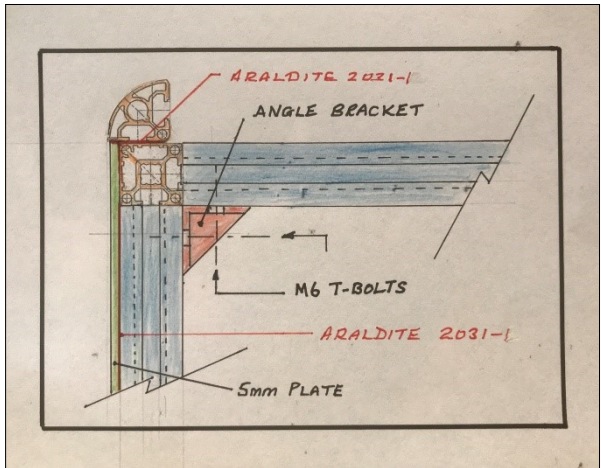 ARALDITE 2021-1
ANGLE BRACKET
M6 T-BOLTS
ARALDITE 2031-1
5mm PLATE